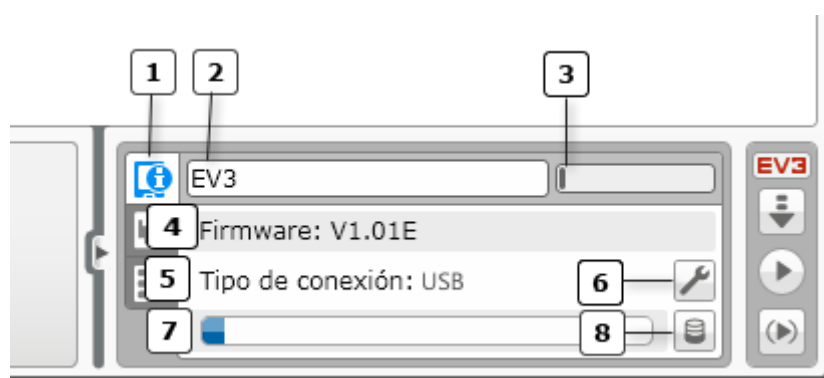 1 2 3
EV3
EV3
4 Firmware: V1.01E
5 Tipo de conexión: USB 6
7 8